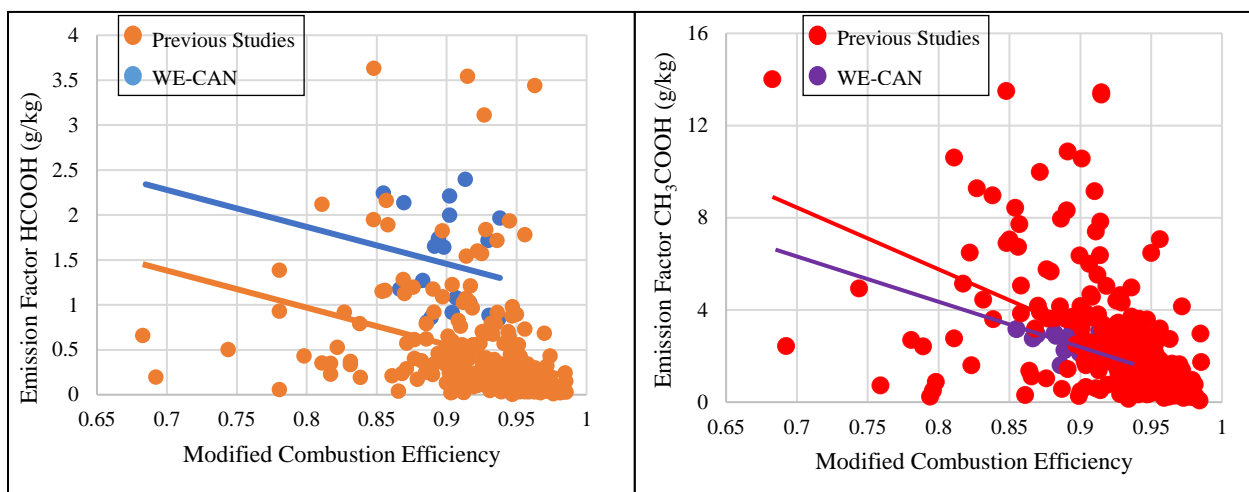 Previous Studies
WE-CAN
Emission Factor HCOOH (g/kg)
4
3.5
3
2.5
2
1.5
1
0.5
0
0.65 0.7 0.75 0.8 0.85 0.9 0.95 1
Modified Combustion Efficiency
Previous Studies
WE-CAN
Emission Factor CH₃COOH (g/kg)
16
12
8
4
0
0.65 0.7 0.75 0.8 0.85 0.9 0.95 1
Modified Combustion Efficiency